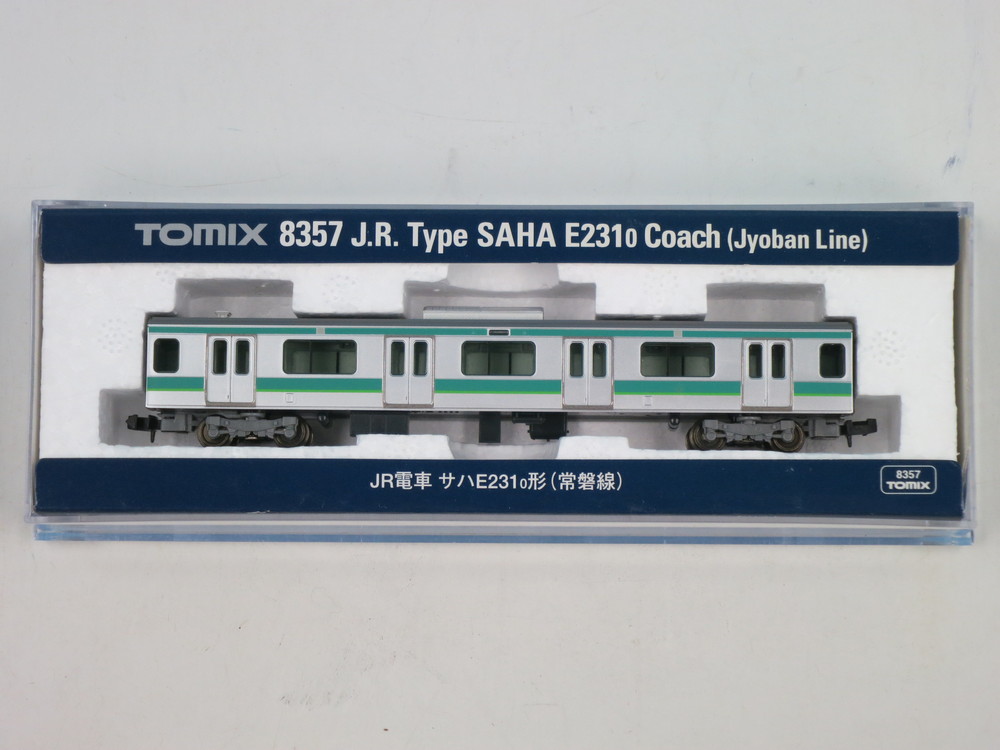 TOMIX 8357 J.R. Type SAHA E2310 Coach (Jyoban Line)
JR電車 サハE2310形(常磐線)
8357
TOMIX